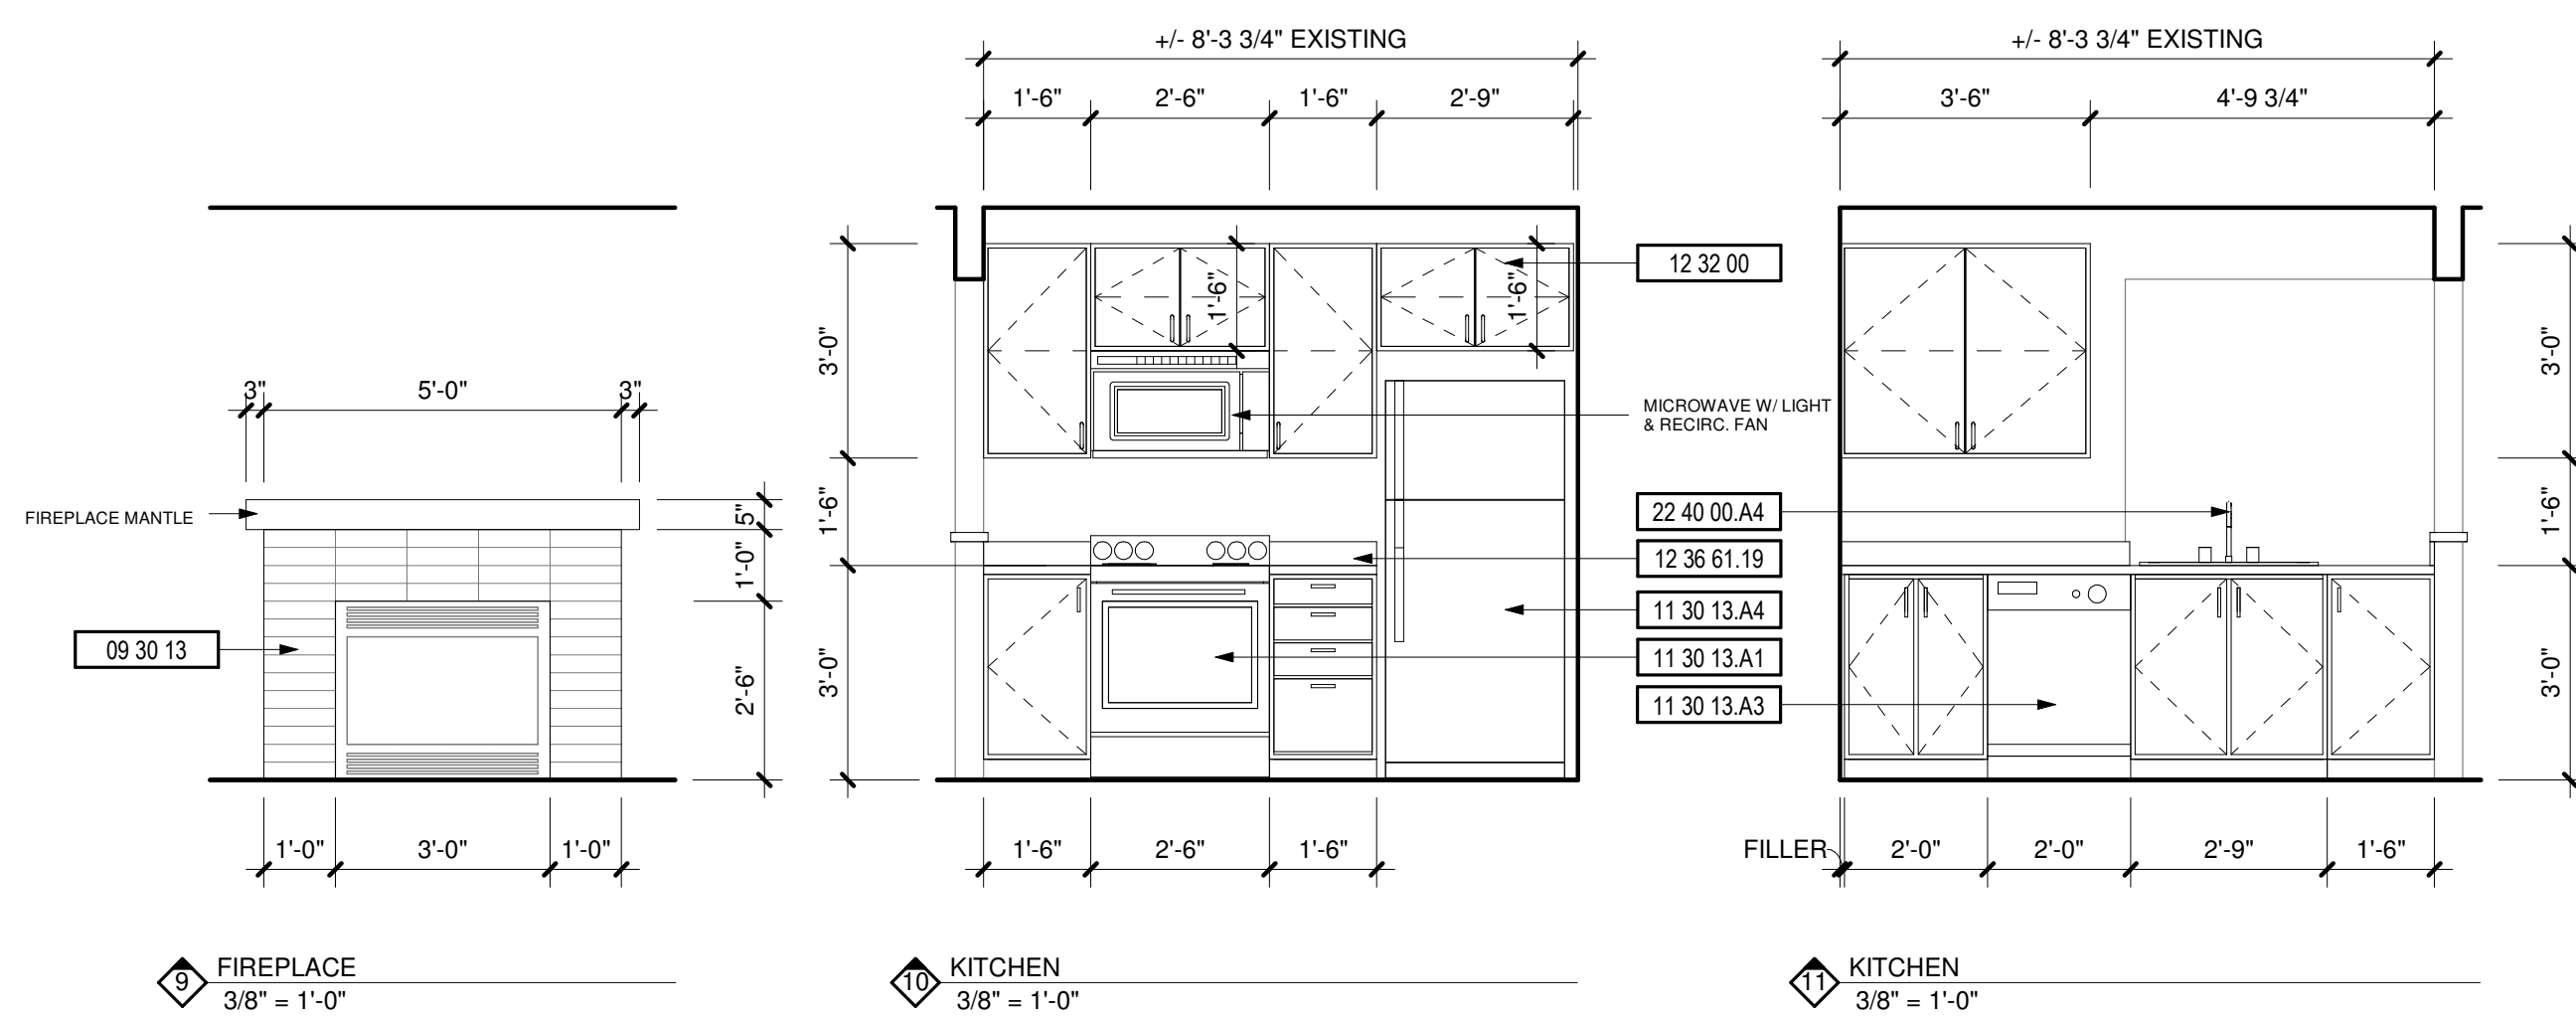 +/- 8'-3 3/4" EXISTING
1'-6" 2'-6" 1'-6" 2'-9"
+/- 8'-3 3/4" EXISTING
3'-6" 4'-9 3/4"
3" 5'-0" 3"
FIREPLACE MANTLE
5"
1'-0"
2'-6"
09 30 13
1'-0" 3'-0" 1'-0"
9
FIREPLACE
3/8" = 1'-0"
3'-0"
1'-6"
3'-0"
1'-6"
1'-6"
12 32 00
MICROWAVE W/ LIGHT
& RECIRC. FAN
22 40 00.A4
12 36 61.19
11 30 13.A4
11 30 13.A1
11 30 13.A3
1'-6" 2'-6" 1'-6"
10
KITCHEN
3/8" = 1'-0"
3'-0"
1'-6"
3'-0"
FILLER 2'-0" 2'-0" 2'-9" 1'-6"
11
KITCHEN
3/8" = 1'-0"